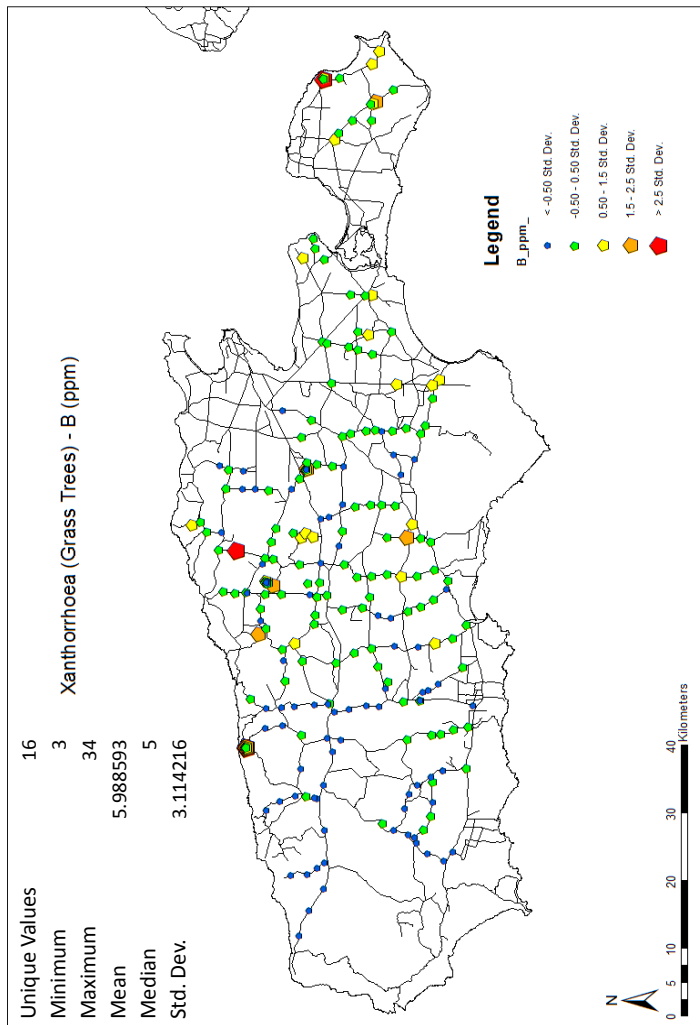 Xanthorrhoea (Grass Trees) - B (ppm)
Unique Values 16
Minimum 3
Maximum 34
Mean 5.988593
Median 5
Std. Dev. 3.114216
Legend
B_ppm_
< -0.50 Std. Dev.
-0.50 - 0.50 Std. Dev.
0.50 - 1.5 Std. Dev.
1.5 - 2.5 Std. Dev.
> 2.5 Std. Dev.
N
0 5 10 20 30 40
Kilometers